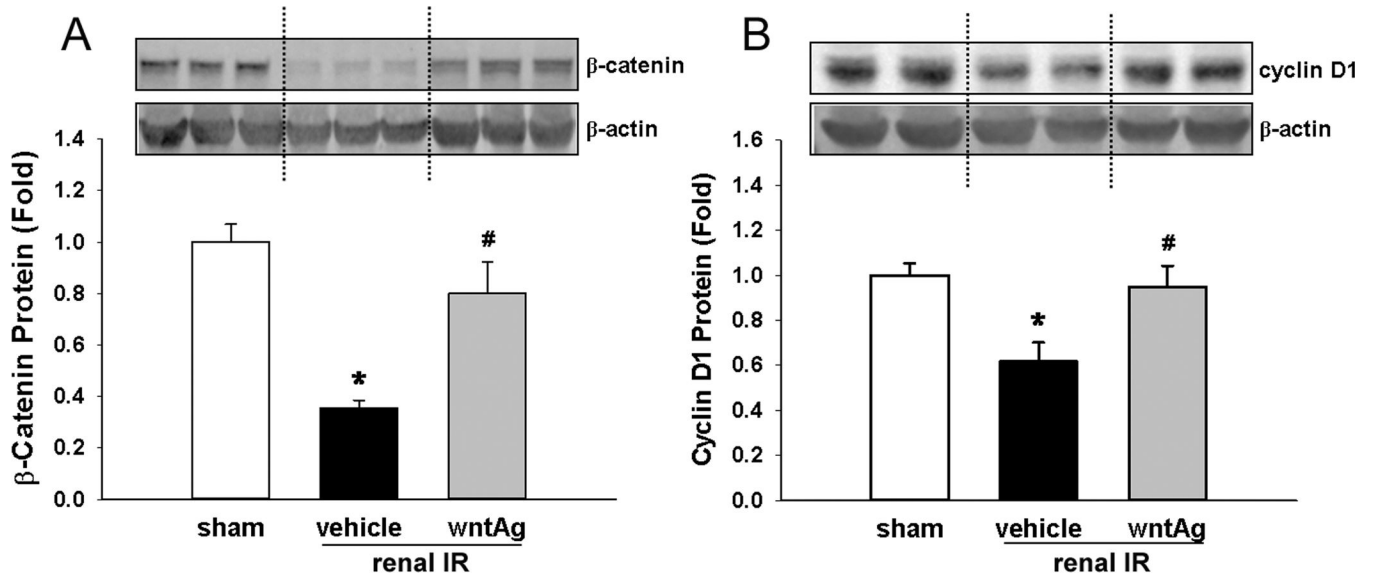 A
β-catenin
β-actin
β-Catenin Protein (Fold)
1.4
1.2
1.0
0.8
0.6
0.4
0.2
0.0
*
#
sham vehicle wntAg
renal IR
B
cyclin D1
β-actin
Cyclin D1 Protein (Fold)
1.6
1.4
1.2
1.0
0.8
0.6
0.4
0.2
0.0
*
#
sham vehicle wntAg
renal IR